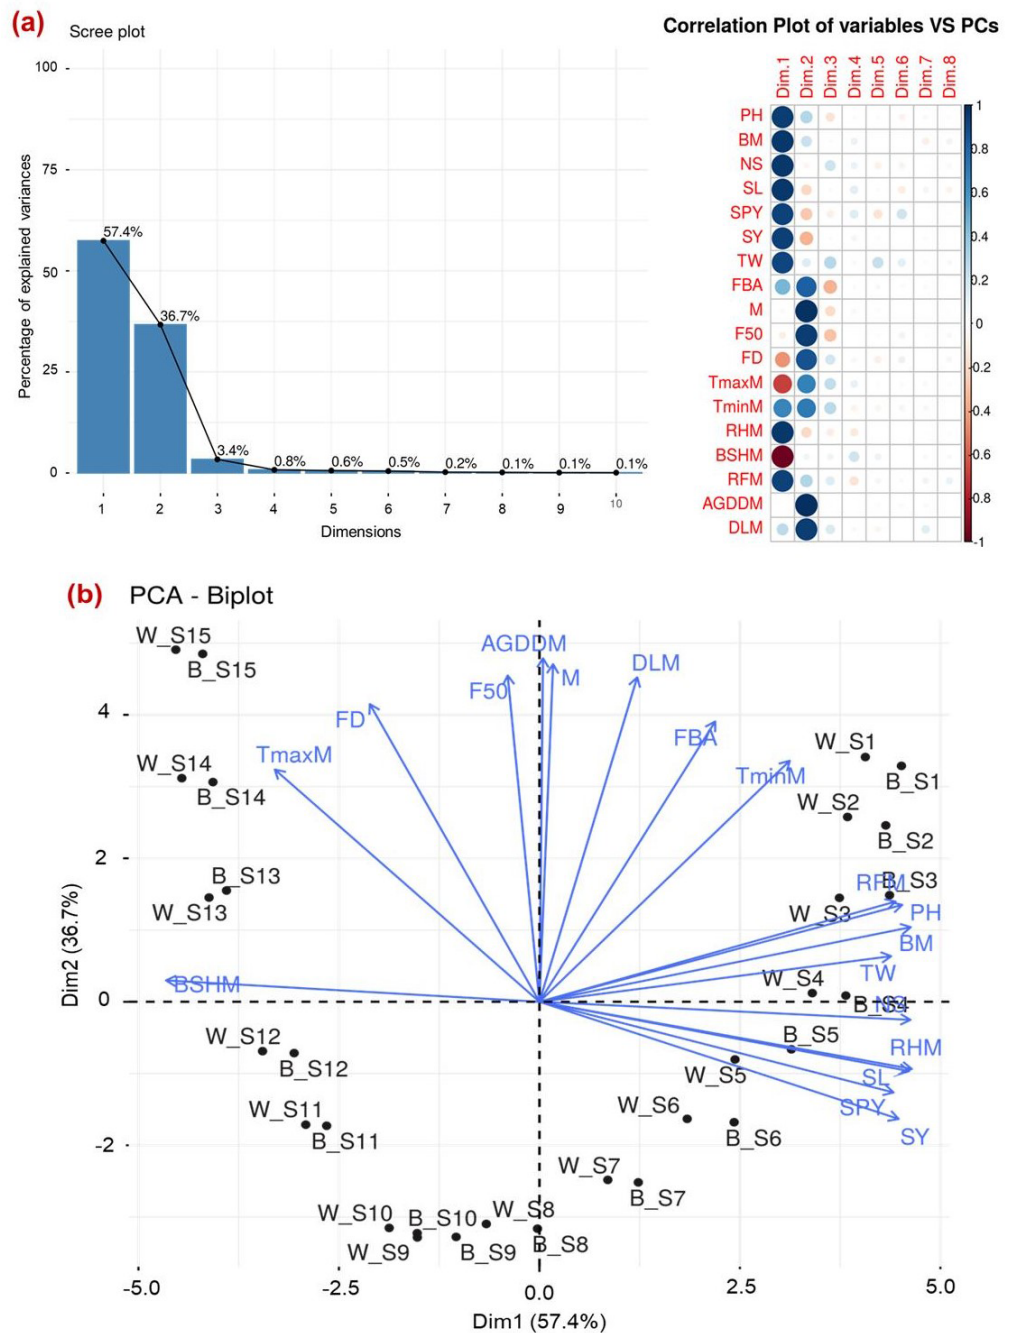 (a)
Scree plot
Correlation Plot of variables VS PCs
100
75
50
25
0
Percentage of explained variances
57.4%
36.7%
3.4%
0.8%
0.6%
0.5%
0.2%
0.1%
0.1%
0.1%
1 2 3 4 5 6 7 8 9 10
Dimensions
Dim.1 Dim.2 Dim.3 Dim.4 Dim.5 Dim.6 Dim.7 Dim.8
PH
BM
NS
SL
SPY
SY
TW
FBA
M
F50
FD
TmaxM
TminM
RHM
BSHM
RFM
AGDDM
DLM
1
0.8
0.6
0.4
0.2
0
-0.2
-0.4
-0.6
-0.8
-1
(b) PCA - Biplot
W_S15
B_S15
AGDDM
DLM
M
F50
FD
FBA
TmaxM
TminM
W_S14
B_S14
W_S1
B_S1
W_S2
B_S2
B_S13
W_S13
RFM
B_S3
W_S3
PH
BM
TW
BSHM
W_S4
B_S4
NS
B_S5
W_S5
RHM
SL
SPY
SY
W_S12
B_S12
W_S11
B_S11
W_S6
B_S6
W_S7
B_S7
W_S10
B_S10
W_S8
W_S9
B_S9
B_S8
4
2
0
-2
Dim2 (36.7%)
-5.0 -2.5 0.0 2.5 5.0
Dim1 (57.4%)